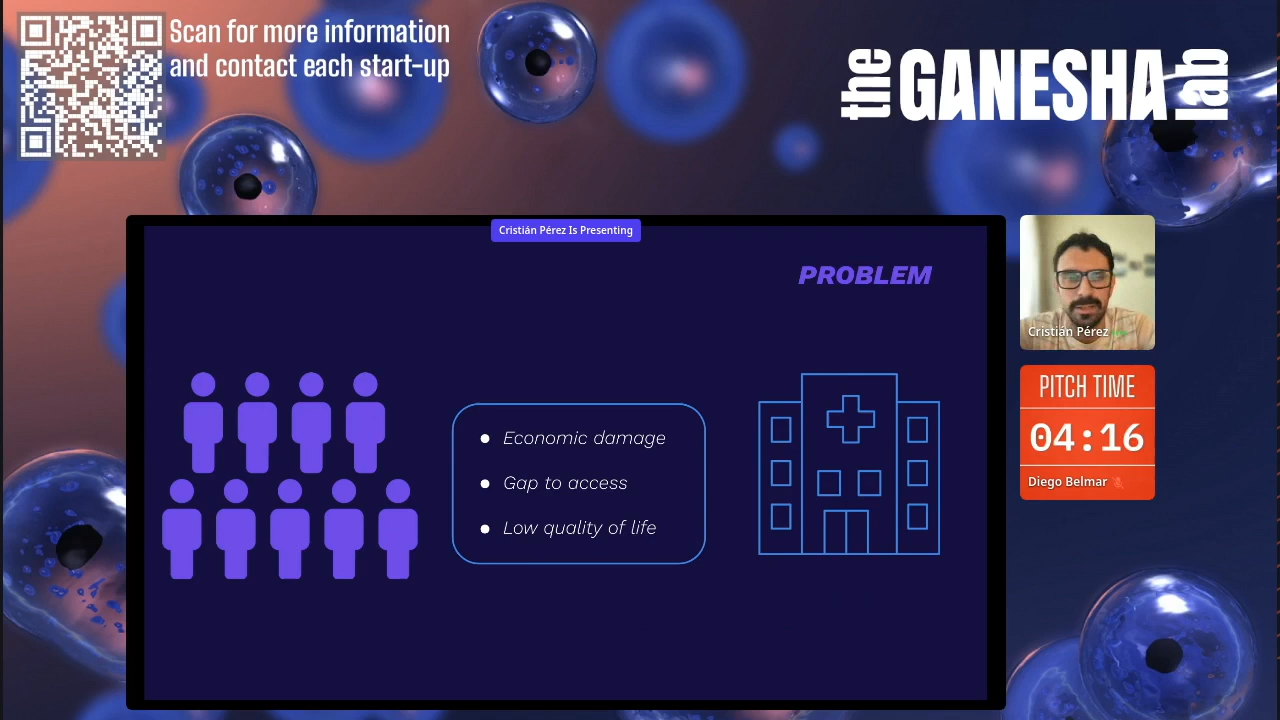 Scan for more information
and contact each start-up
the GANESHA lab
Cristián Pérez Is Presenting
PROBLEM
Economic damage
Gap to access
Low quality of life
Cristián Pérez
PITCH TIME
04:16
Diego Belmar